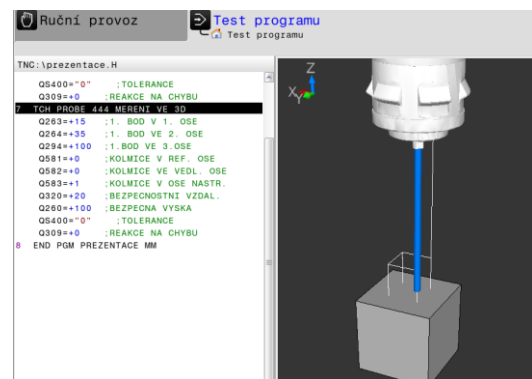 Ruční provoz
Test programu
Test programu
TNC:\prezentace.H
QS400="0" ;TOLERANCE
Q309=+0 ;REAKCE NA CHYBU
7 TCH PROBE 444 MERENI VE 3D
Q263=+15 ;1. BOD V 1. OSE
Q264=+35 ;1. BOD VE 2. OSE
Q294=+100 ;1.BOD VE 3.OSE
Q581=+0 ;KOLMICE V REF. OSE
Q582=+0 ;KOLMICE VE VEDL. OSE
Q583=+1 ;KOLMICE V OSE NASTR.
Q320=+20 ;BEZPECNOSTNI VZDAL.
Q260=+100 ;BEZPECNA VYSKA
QS400="0" ;TOLERANCE
Q309=+0 ;REAKCE NA CHYBU
8 END PGM PREZENTACE MM
Z
X
Y